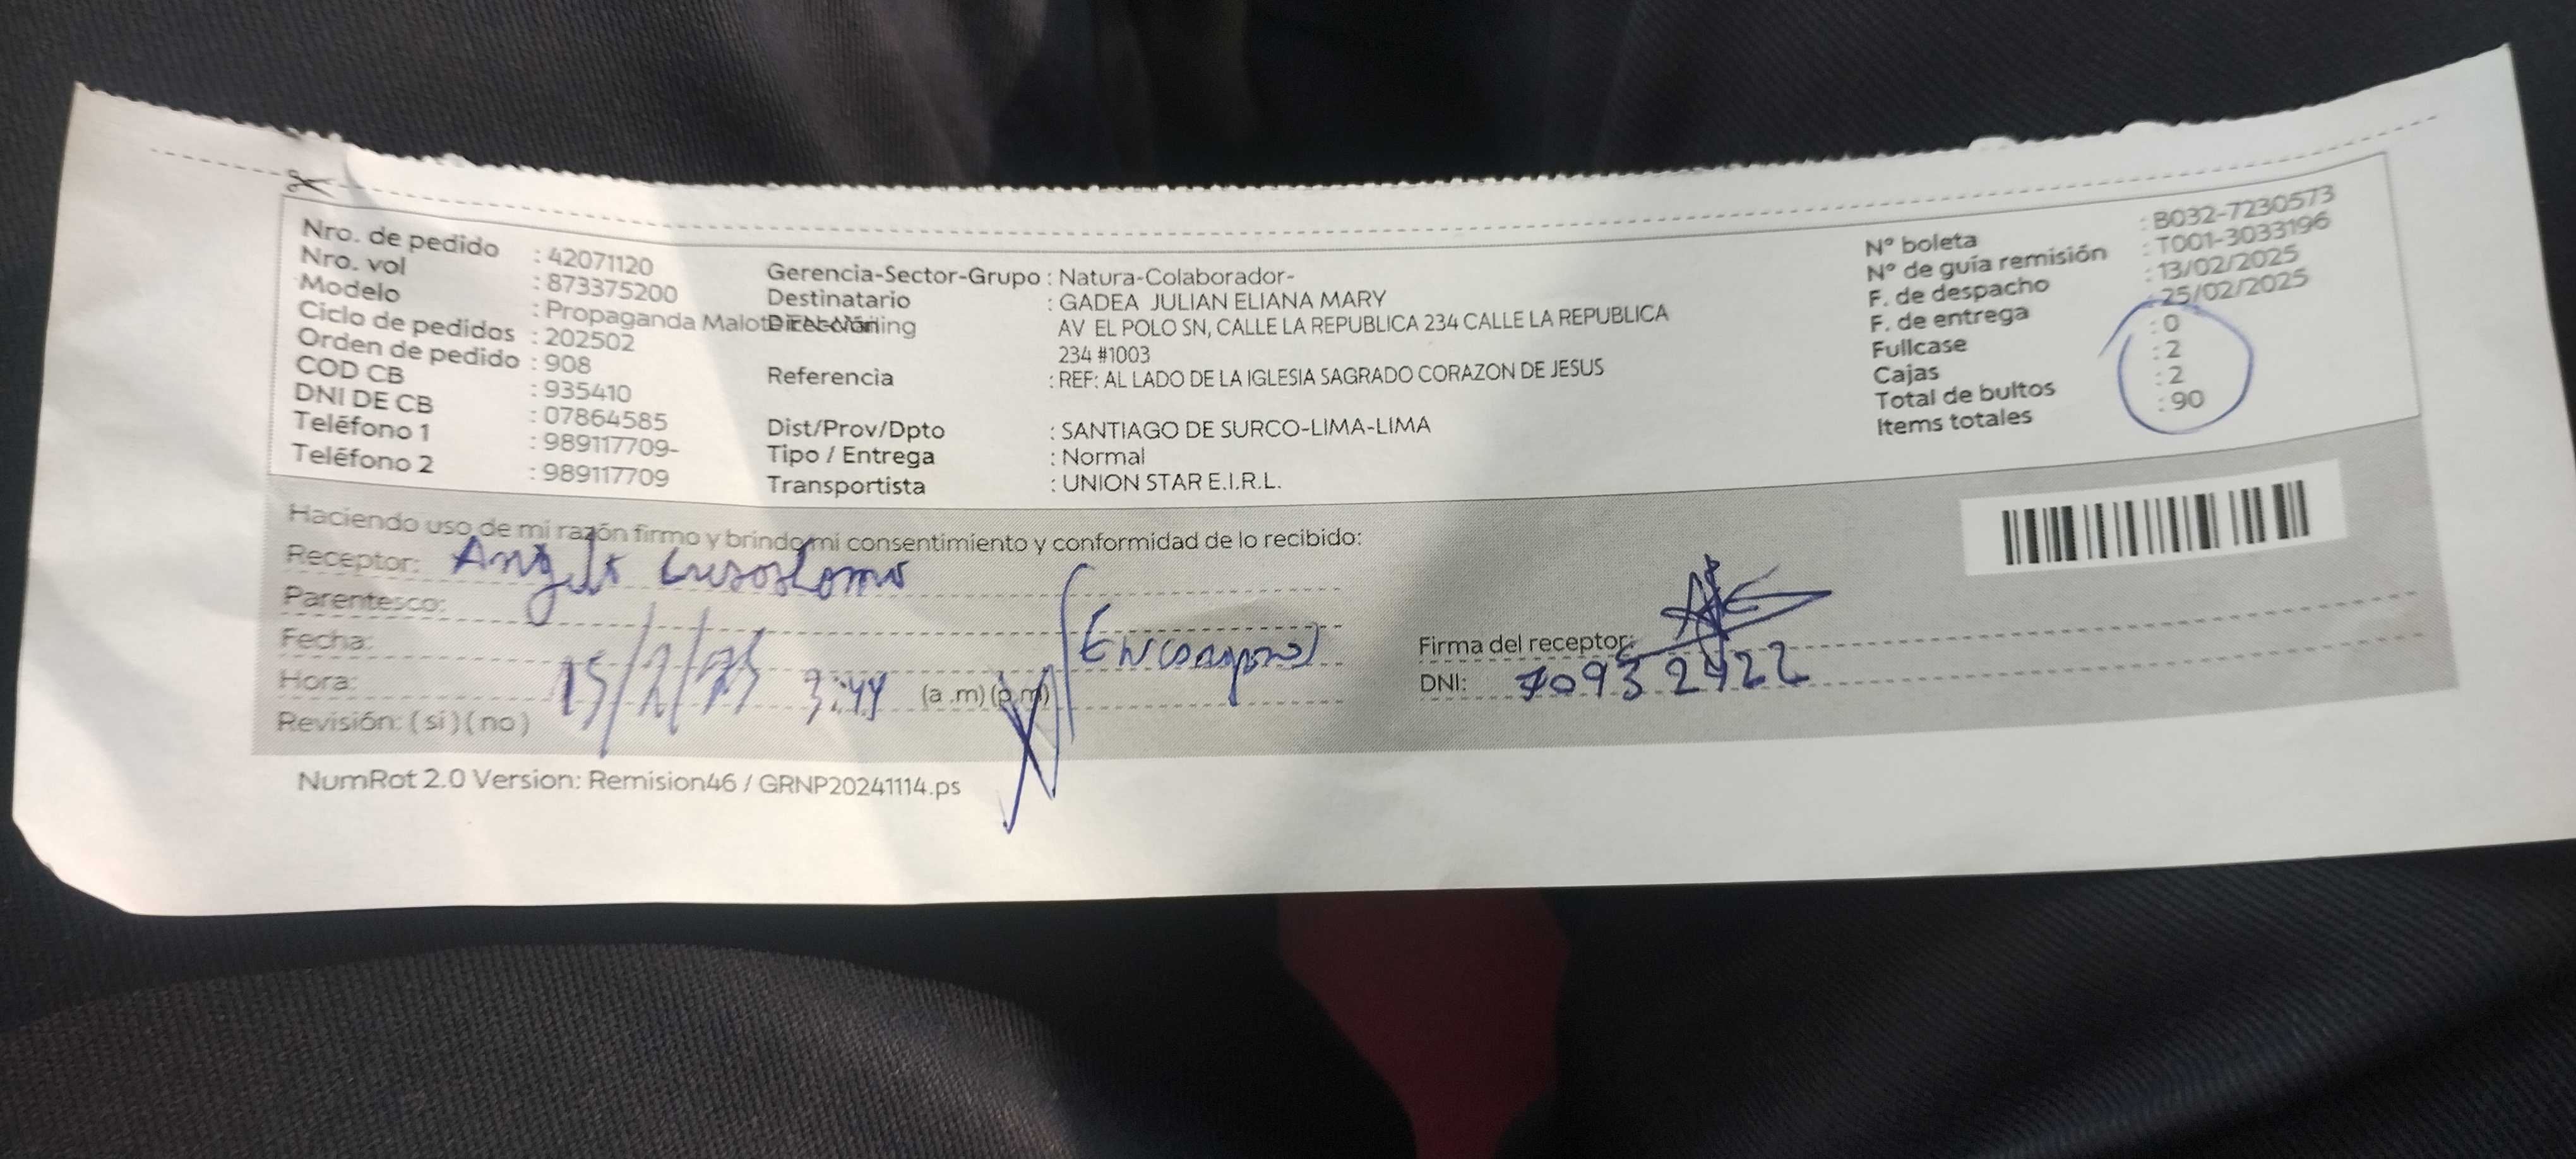 Nro. de pedido : 42071120
Nro. vol : 873375200
Modelo : Propaganda
Ciclo de pedidos : 202502
Orden de pedido : 908
COD CB : 935410
DNI DE CB : 07864585
Teléfono 1 : 989117709-
Teléfono 2 : 989117709
Gerencia-Sector-Grupo : Natura-Colaborador-
Destinatario : GADEA JULIAN ELIANA MARY
AV EL POLO SN, CALLE LA REPUBLICA 234 CALLE LA REPUBLICA
234 #1003
Referencia : REF: AL LADO DE LA IGLESIA SAGRADO CORAZON DE JESUS
Dist/Prov/Dpto : SANTIAGO DE SURCO-LIMA-LIMA
Tipo / Entrega : Normal
Transportista : UNION STAR E.I.R.L.
N° boleta : B032-7230573
N° de guía remisión : T001-3033196
F. de despacho : 13/02/2025
F. de entrega : 25/02/2025
Fullcase : 0
Cajas : 2
Total de bultos : 2
Items totales : 90
Haciendo uso de mi razón firmo y brindo mi consentimiento y conformidad de lo recibido:
Receptor:
Parentesco:
Fecha:
Hora: 3:44 (a .m) (p.m)
Revisión: ( si ) ( no )
Firma del receptor:
DNI: 70932422
NumRot 2.0 Version: Remision46 / GRNP20241114.ps